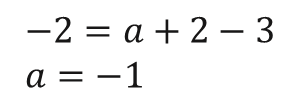 −2 = a + 2 − 3
a = −1